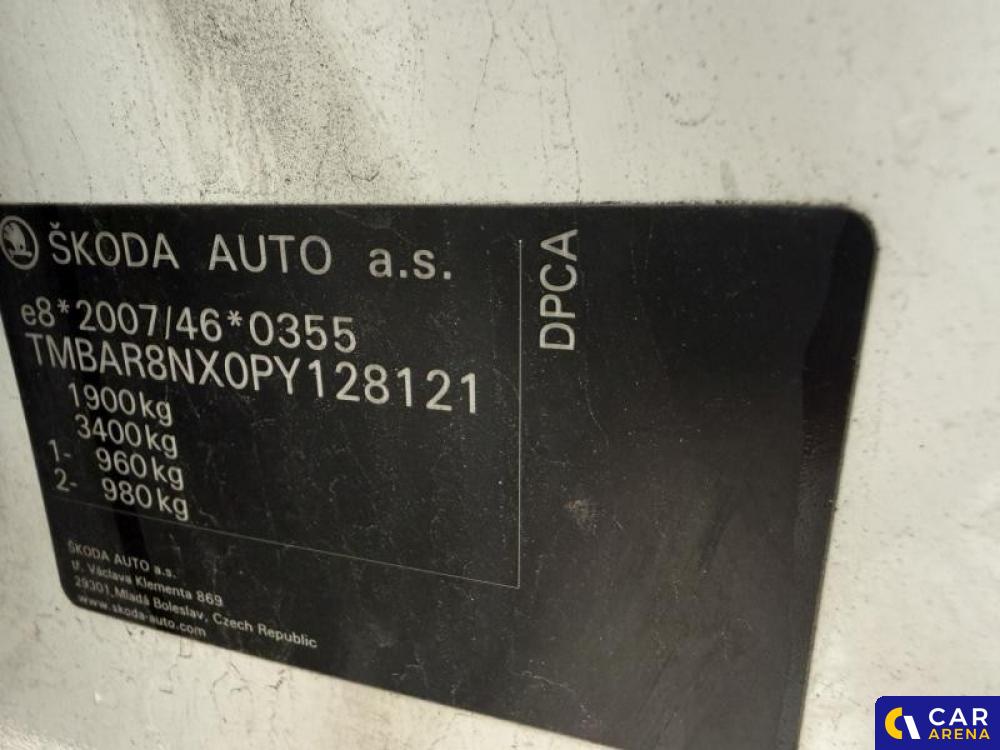 ŠKODA AUTO a.s.
e8*2007/46*0355
TMBAR8NX0PY128121
1900kg
3400kg
1- 960kg
2- 980kg
DPCA
ŠKODA AUTO a.s.
tř. Václava Klementa 869
29301 Mladá Boleslav, Czech Republic
www.skoda-auto.com
CAR
ARENA